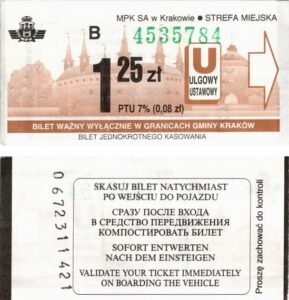 MPK SA w Krakowie • STREFA MIEJSKA
B 4535784
1 25 zł
U
ULGOWY
USTAWOWY
PTU 7% (0,08 zł)
BILET WAŻNY WYŁĄCZNIE W GRANICACH GMINY KRAKÓW
BILET JEDNOKROTNEGO KASOWANIA
0672311421
SKASUJ BILET NATYCHMIAST
PO WEJŚCIU DO POJAZDU
СРАЗУ ПОСЛЕ ВХОДА
В СРЕДСТВО ПЕРЕДВИЖЕНИЯ
КОМПОСТИРОВАТЬ БИЛЕТ
SOFORT ENTWERTEN
NACH DEM EINSTEIGEN
VALIDATE YOUR TICKET IMMEDIATELY
ON BOARDING THE VEHICLE
Proszę zachować do kontroli